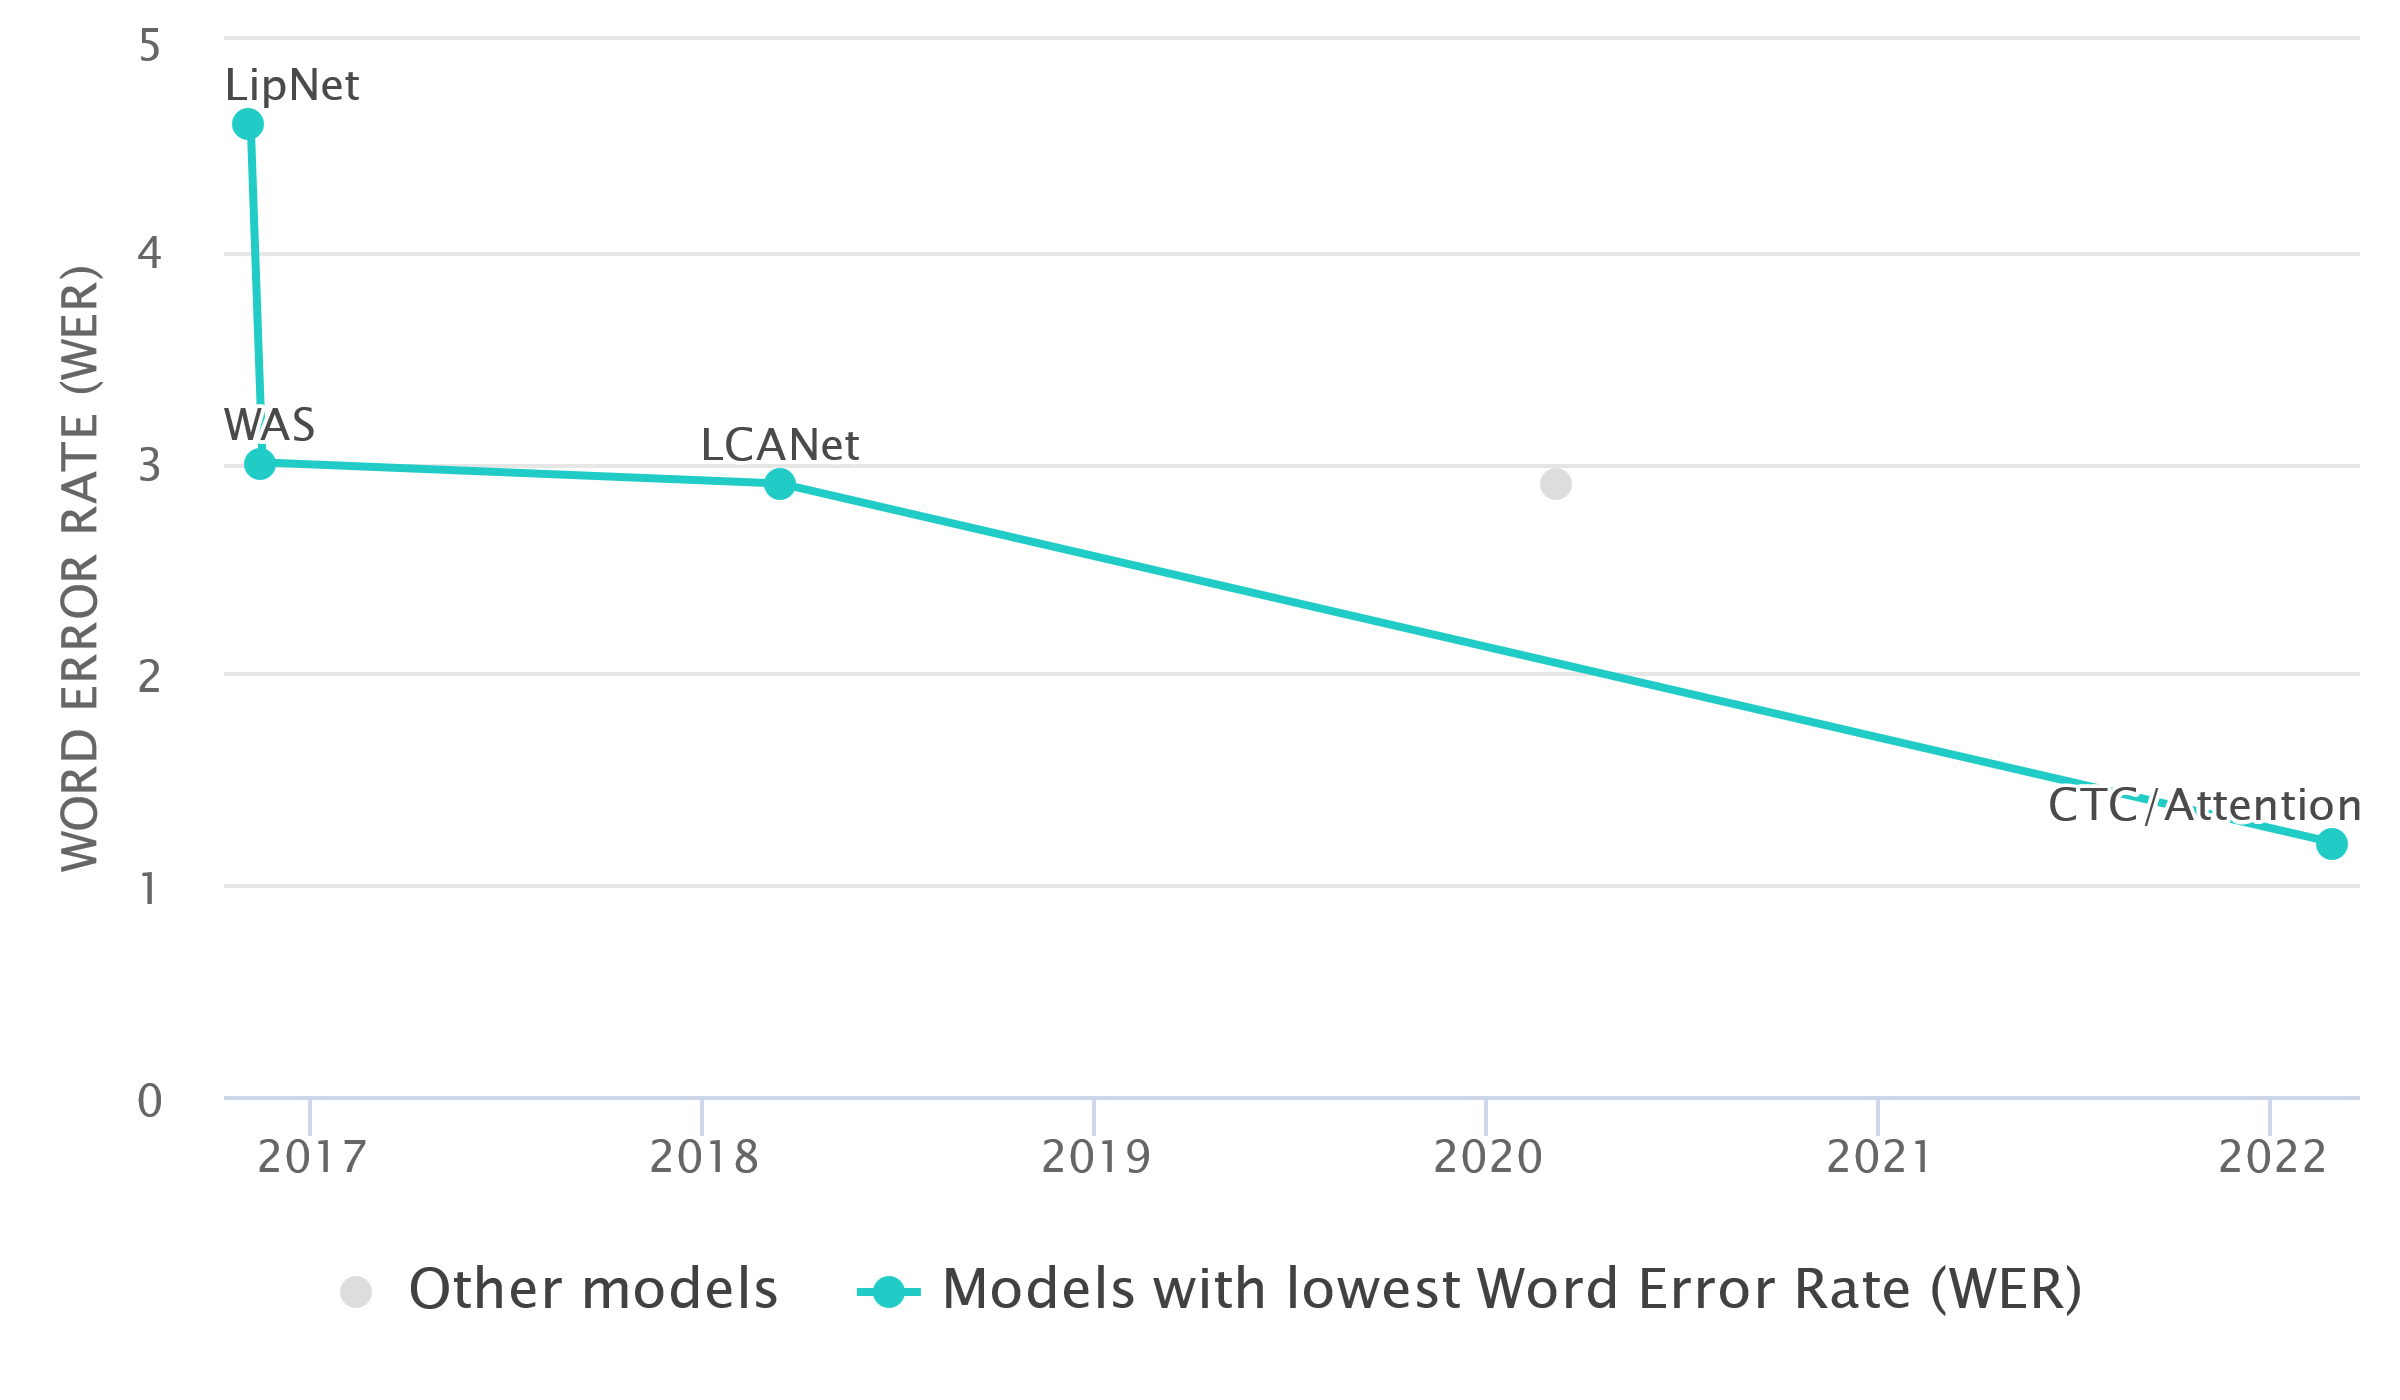 5
LipNet
4
WAS
3
LCANet
2
CTC/Attention
1
0
WORD ERROR RATE (WER)
2017 2018 2019 2020 2021 2022
Other models Models with lowest Word Error Rate (WER)